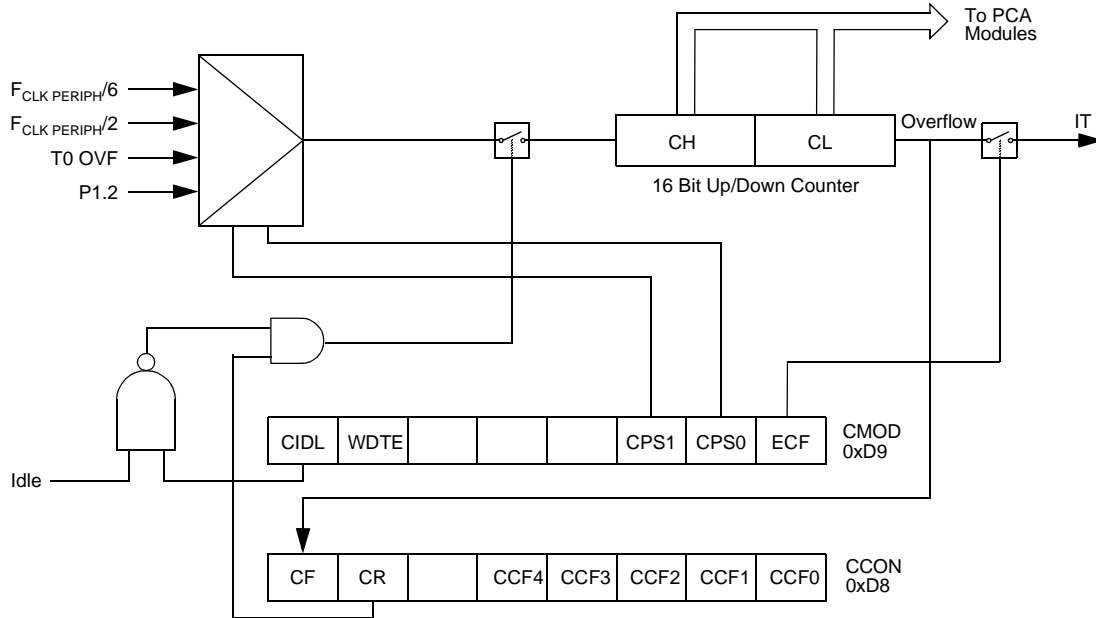 To PCA
Modules
FCLK PERIPH/6
FCLK PERIPH/2
T0 OVF
P1.2
CH
CL
Overflow
IT
16 Bit Up/Down Counter
CIDL
WDTE
CPS1
CPS0
ECF
CMOD
0xD9
Idle
CF
CR
CCF4
CCF3
CCF2
CCF1
CCF0
CCON
0xD8